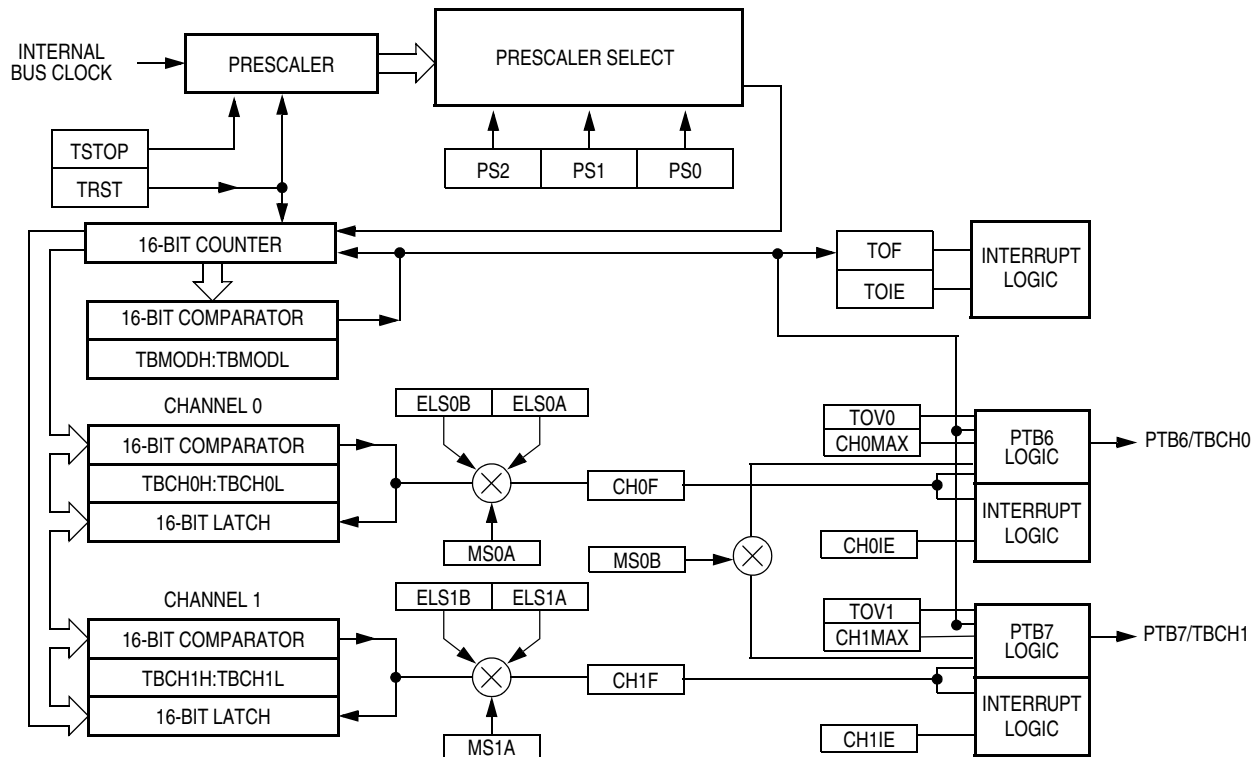 INTERNAL
BUS CLOCK
PRESCALER
PRESCALER SELECT
TSTOP
TRST
PS2
PS1
PS0
16-BIT COUNTER
TOF
TOIE
INTERRUPT
LOGIC
16-BIT COMPARATOR
TBMODH:TBMODL
CHANNEL 0
ELS0B
ELS0A
16-BIT COMPARATOR
TBCH0H:TBCH0L
16-BIT LATCH
MS0A
CH0F
MS0B
TOV0
CH0MAX
PTB6
LOGIC
PTB6/TBCH0
INTERRUPT
LOGIC
CH0IE
CHANNEL 1
ELS1B
ELS1A
16-BIT COMPARATOR
TBCH1H:TBCH1L
16-BIT LATCH
MS1A
CH1F
TOV1
CH1MAX
PTB7
LOGIC
PTB7/TBCH1
INTERRUPT
LOGIC
CH1IE